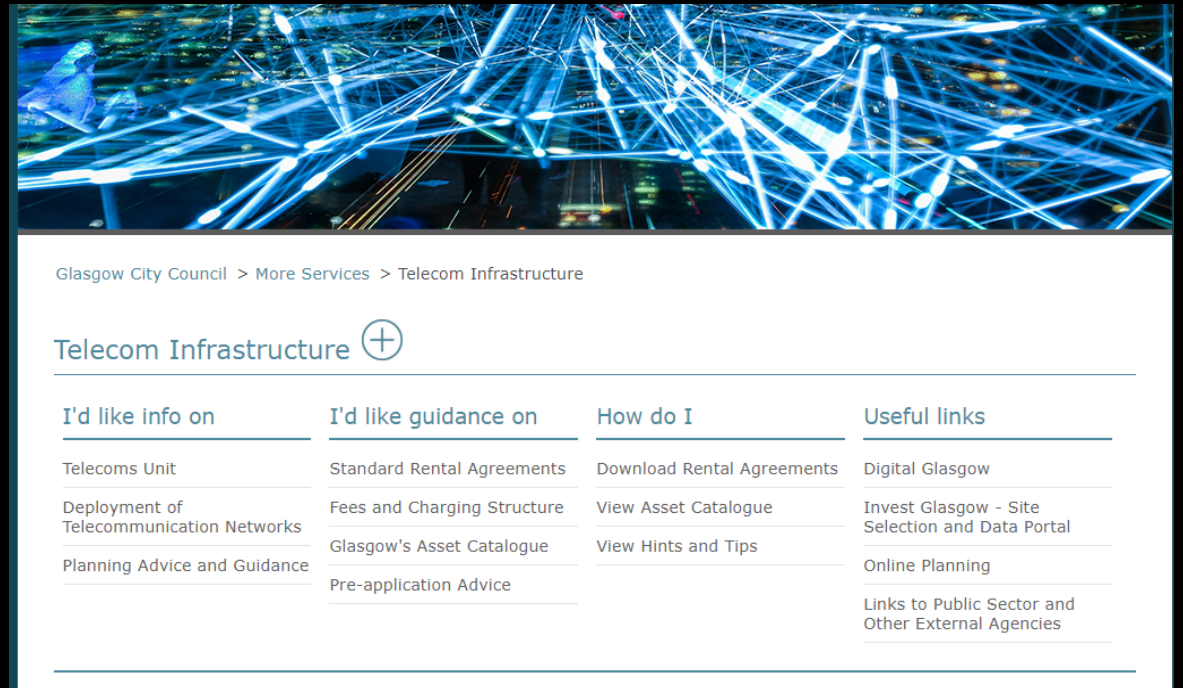 Glasgow City Council > More Services > Telecom Infrastructure
Telecom Infrastructure
I'd like info on
Telecoms Unit
Deployment of
Telecommunication Networks
Planning Advice and Guidance
I'd like guidance on
Standard Rental Agreements
Fees and Charging Structure
Glasgow's Asset Catalogue
Pre-application Advice
How do I
Download Rental Agreements
View Asset Catalogue
View Hints and Tips
Useful links
Digital Glasgow
Invest Glasgow - Site
Selection and Data Portal
Online Planning
Links to Public Sector and
Other External Agencies